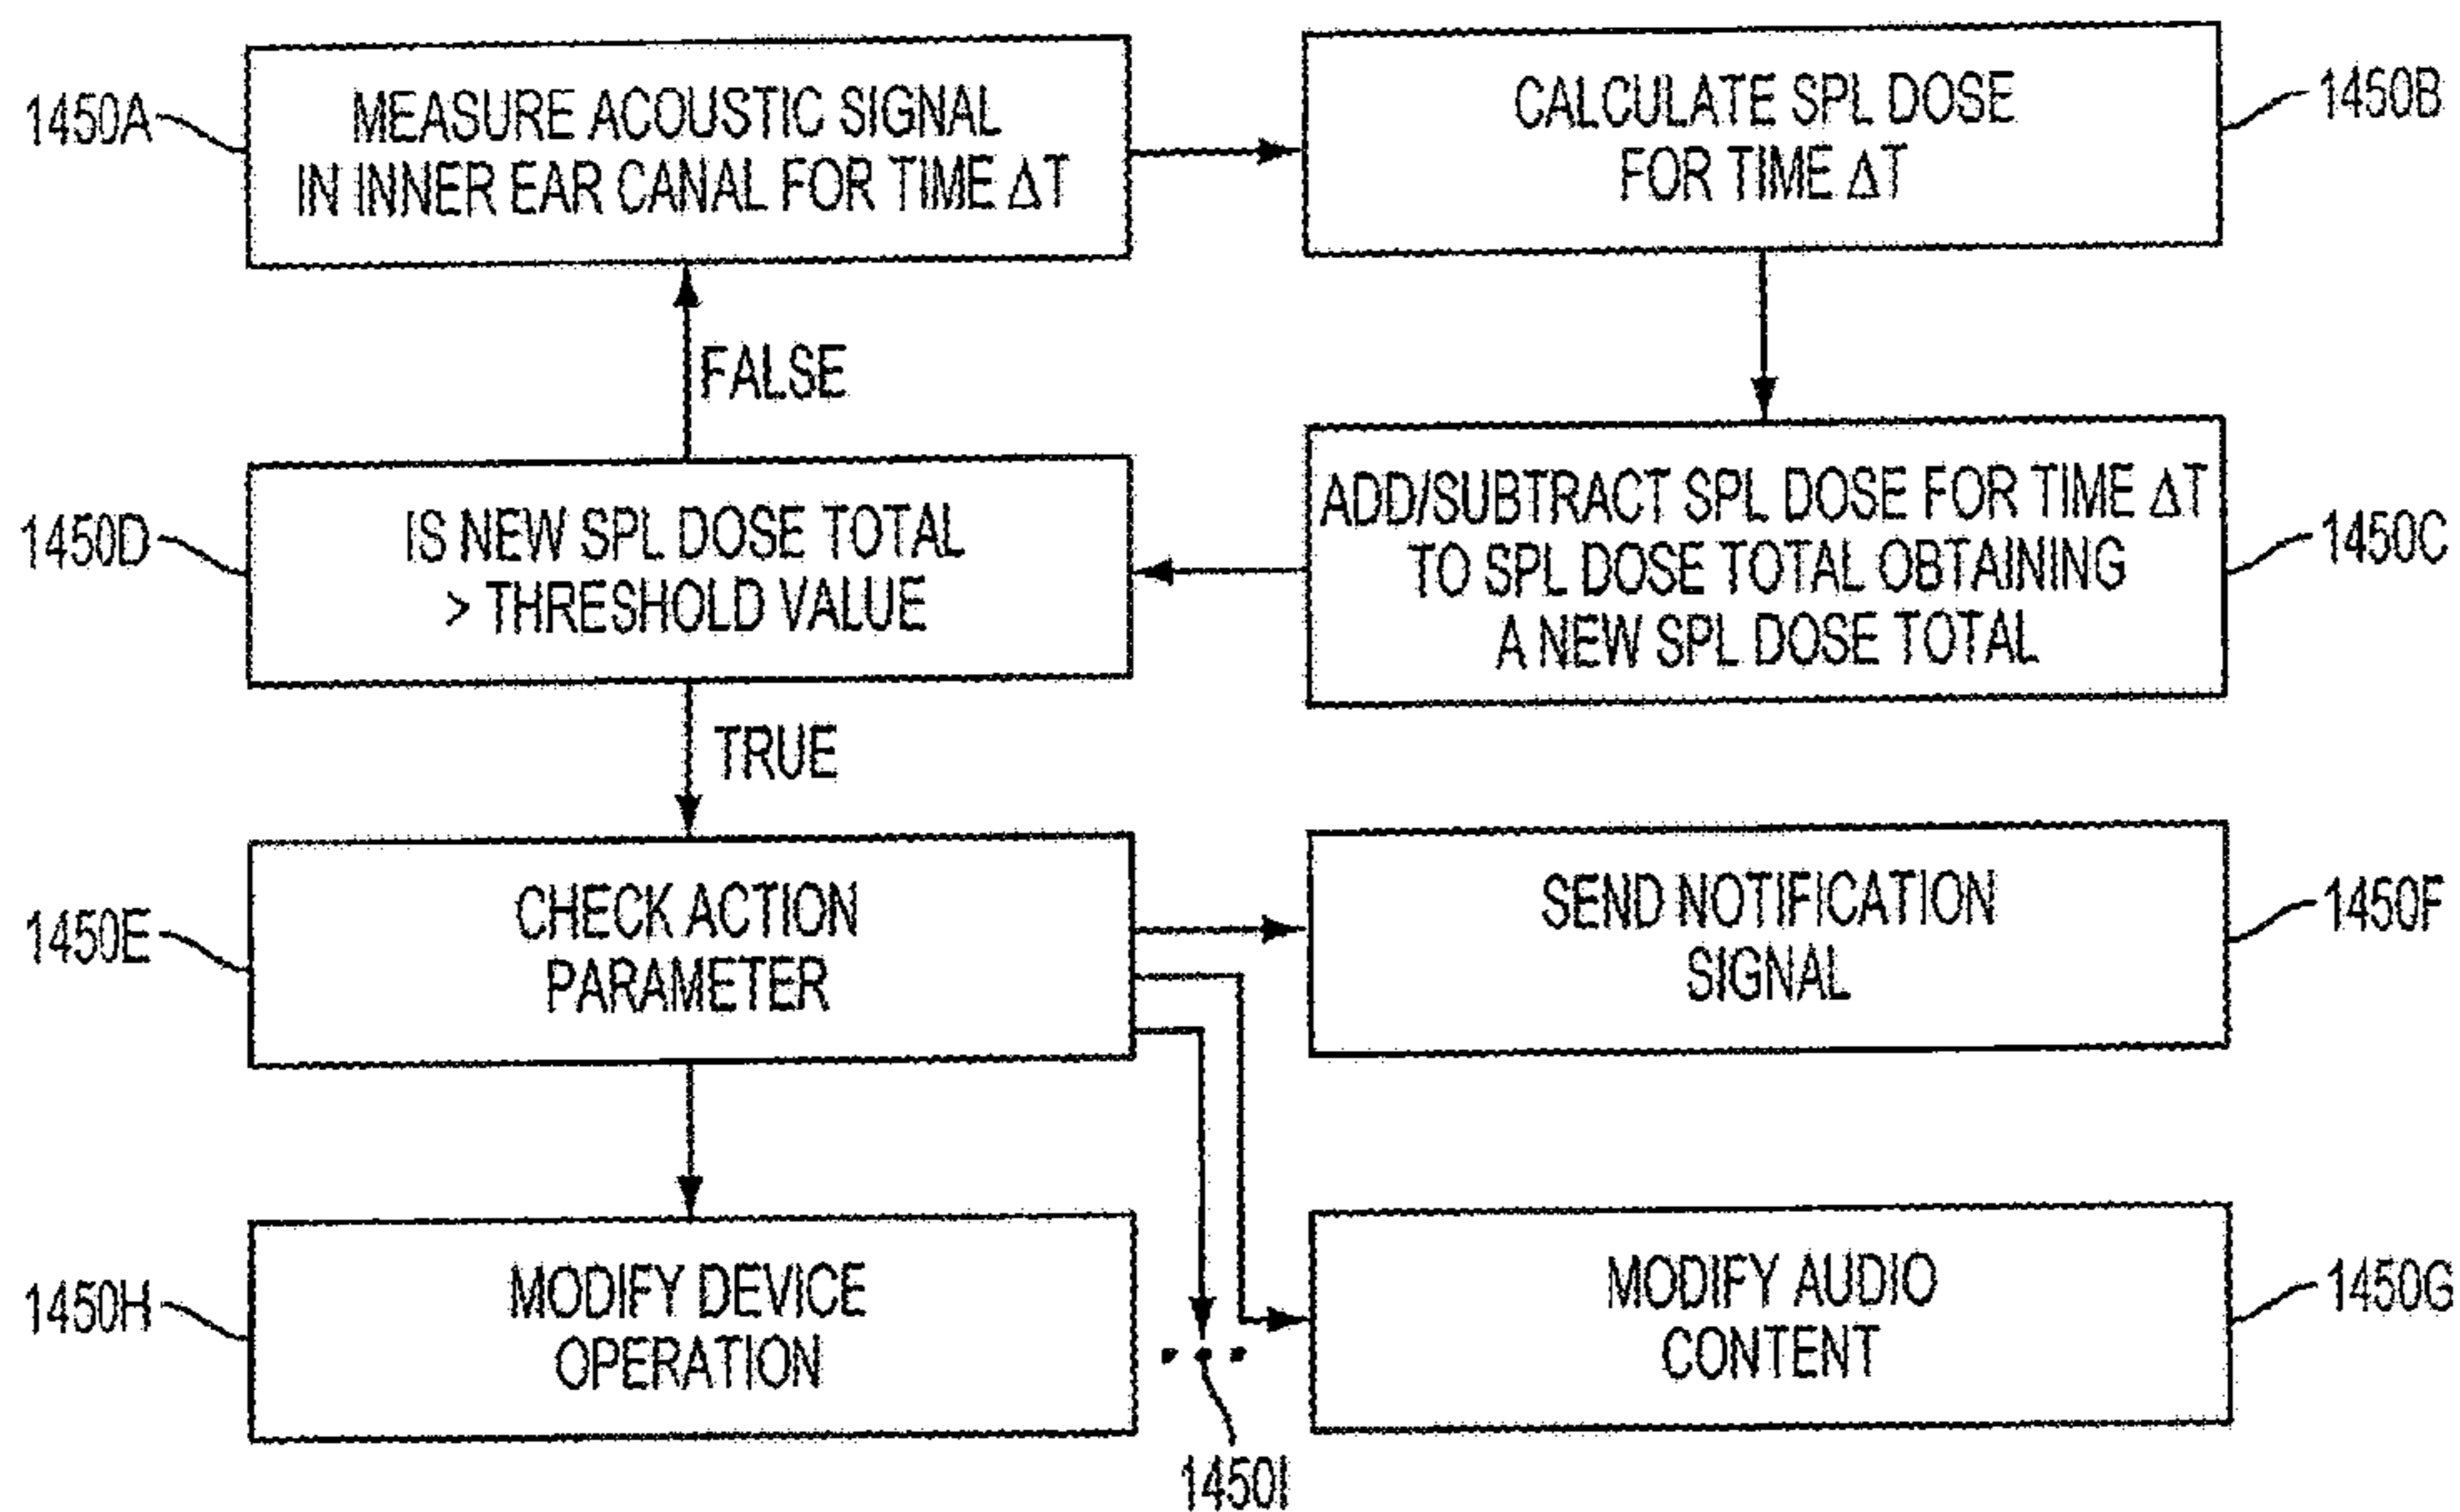 1450A
MEASURE ACOUSTIC SIGNAL
IN INNER EAR CANAL FOR TIME ΔT
CALCULATE SPL DOSE
FOR TIME ΔT
1450B
FALSE
1450D
IS NEW SPL DOSE TOTAL
> THRESHOLD VALUE
ADD/SUBTRACT SPL DOSE FOR TIME ΔT
TO SPL DOSE TOTAL OBTAINING
A NEW SPL DOSE TOTAL
1450C
TRUE
1450E
CHECK ACTION
PARAMETER
SEND NOTIFICATION
SIGNAL
1450F
1450H
MODIFY DEVICE
OPERATION
MODIFY AUDIO
CONTENT
1450G
1450I